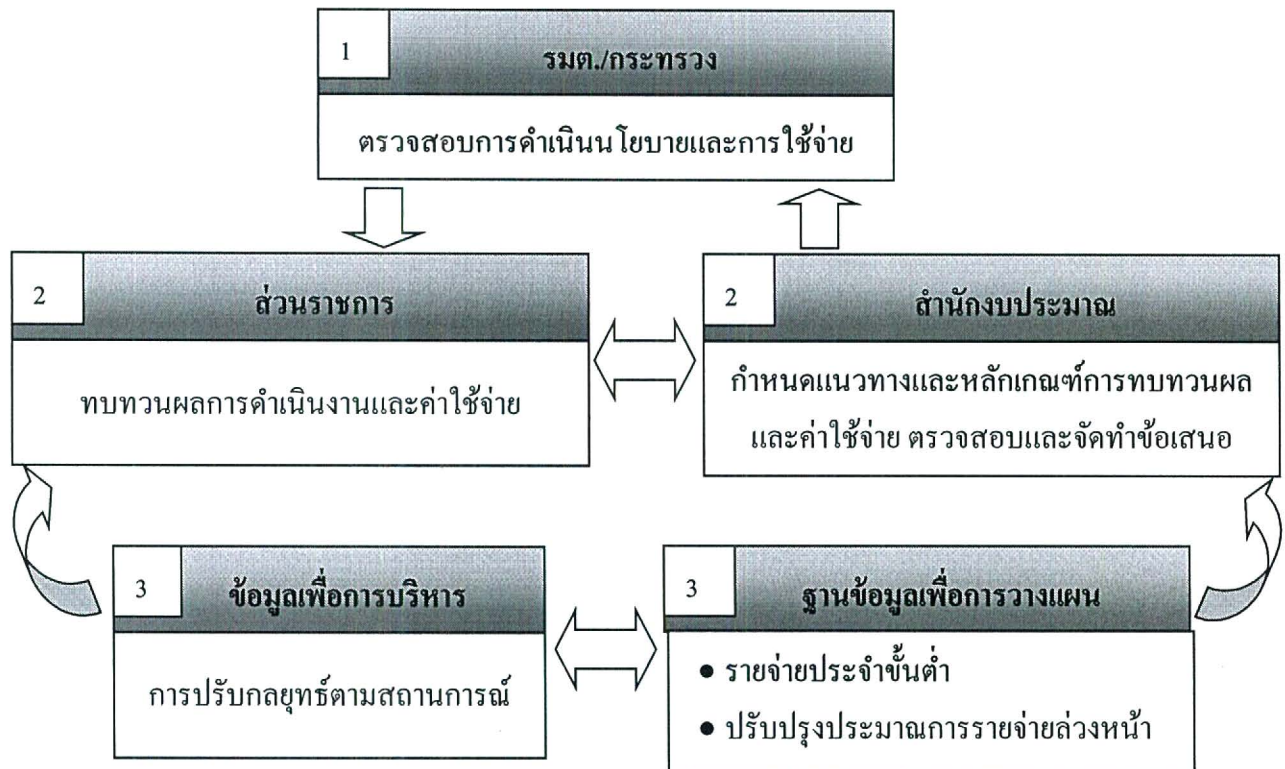 1
รมต./กระทรวง
ตรวจสอบการดำเนินนโยบายและการใช้จ่าย
2
ส่วนราชการ
ทบทวนผลการดำเนินงานและค่าใช้จ่าย
2
สำนักงบประมาณ
กำหนดแนวทางและหลักเกณฑ์การทบทวนผล
และค่าใช้จ่าย ตรวจสอบและจัดทำข้อเสนอ
3
ข้อมูลเพื่อการบริหาร
การปรับกลยุทธ์ตามสถานการณ์
3
ฐานข้อมูลเพื่อการวางแผน
● รายจ่ายประจำขั้นต่ำ
● ปรับปรุงประมาณการรายจ่ายล่วงหน้า